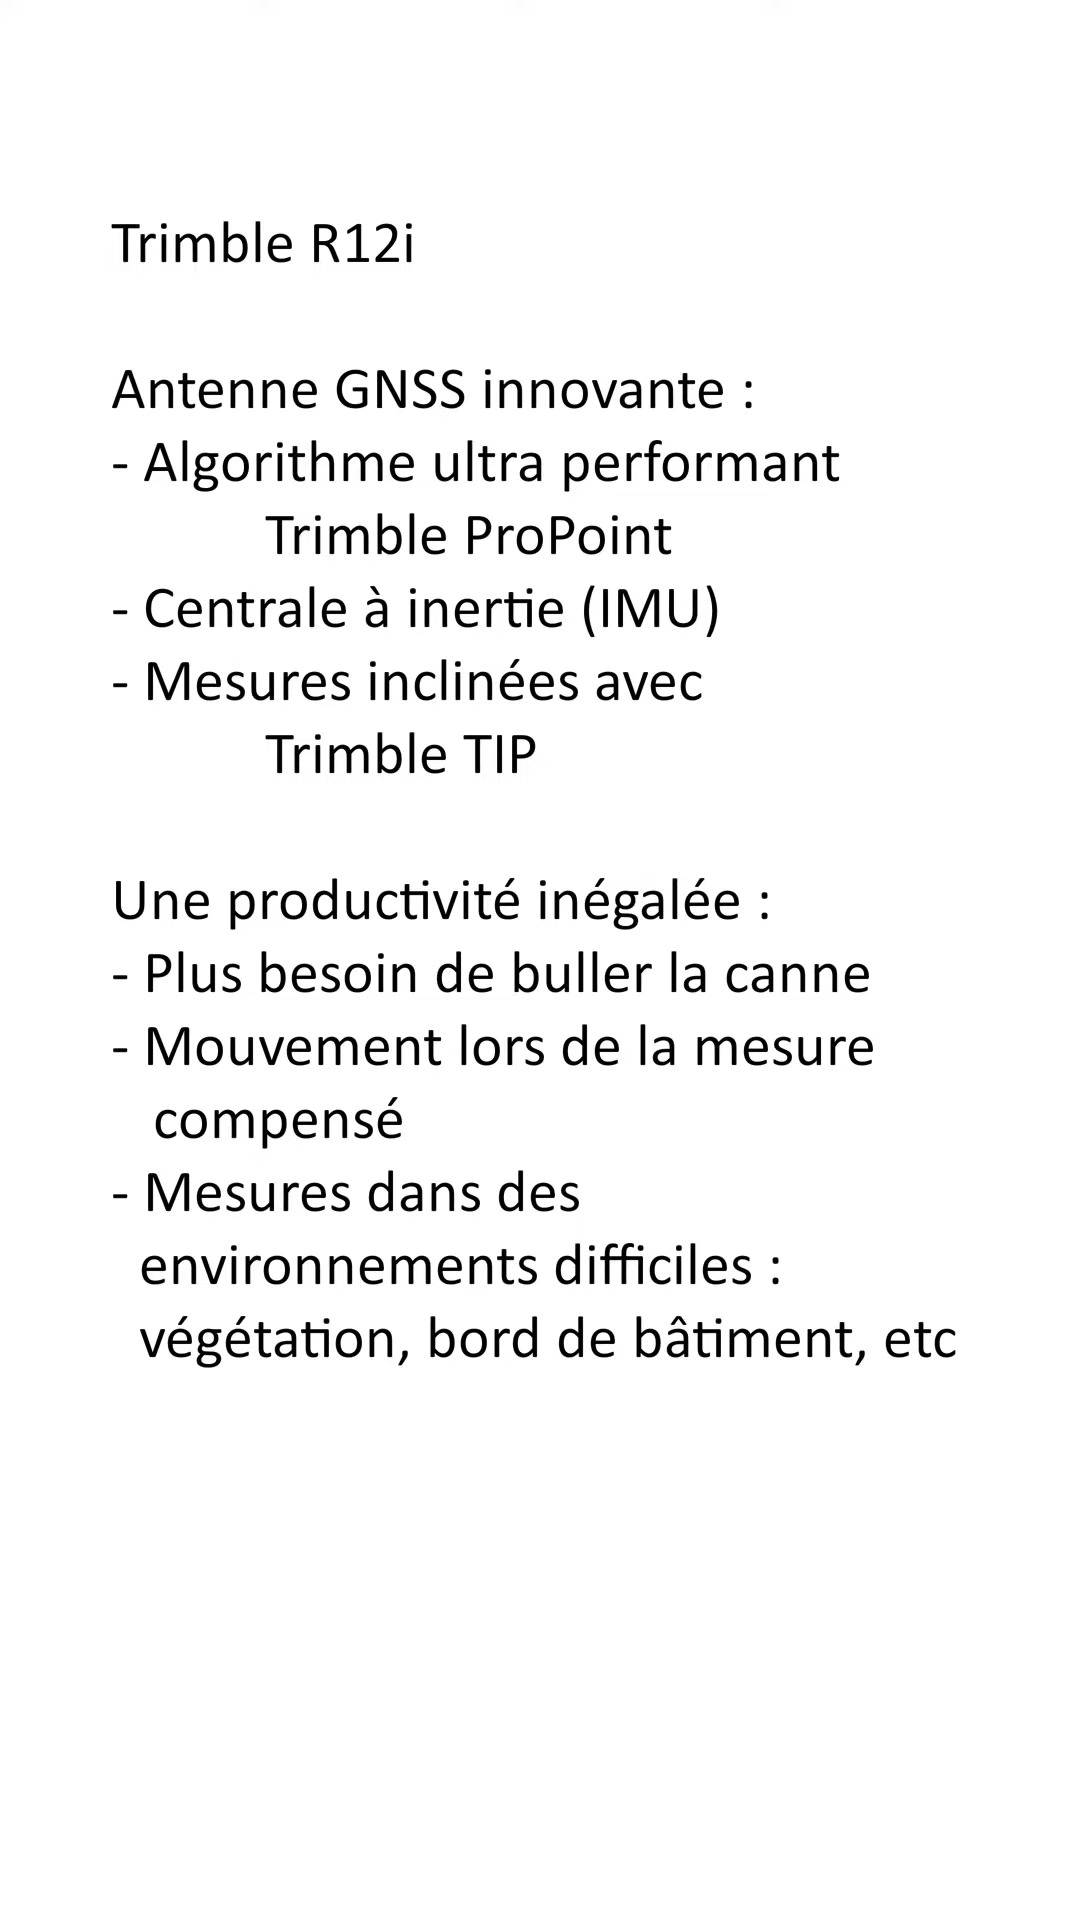 Trimble R12i
Antenne GNSS innovante :
- Algorithme ultra performant
Trimble ProPoint
- Centrale à inertie (IMU)
- Mesures inclinées avec
Trimble TIP
Une productivité inégalée :
- Plus besoin de buller la canne
- Mouvement lors de la mesure
compensé
- Mesures dans des
environnements difficiles :
végétation, bord de bâtiment, etc